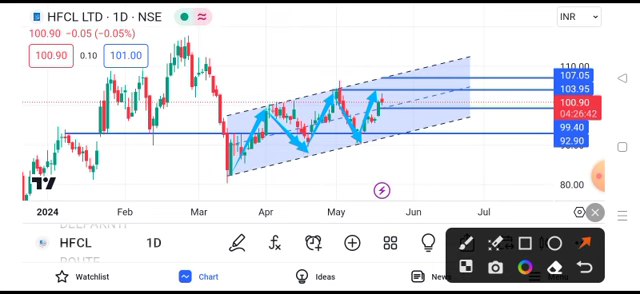 HFCL LTD · 1D · NSE
INR
100.90 −0.05 (−0.05%)
100.90 0.10 101.00
110.00
107.05
103.95
100.90
04:26:42
99.40
92.90
80.00
2024 Feb Mar Apr May Jun Jul
HFCL 1D
Watchlist Chart Ideas News Menu